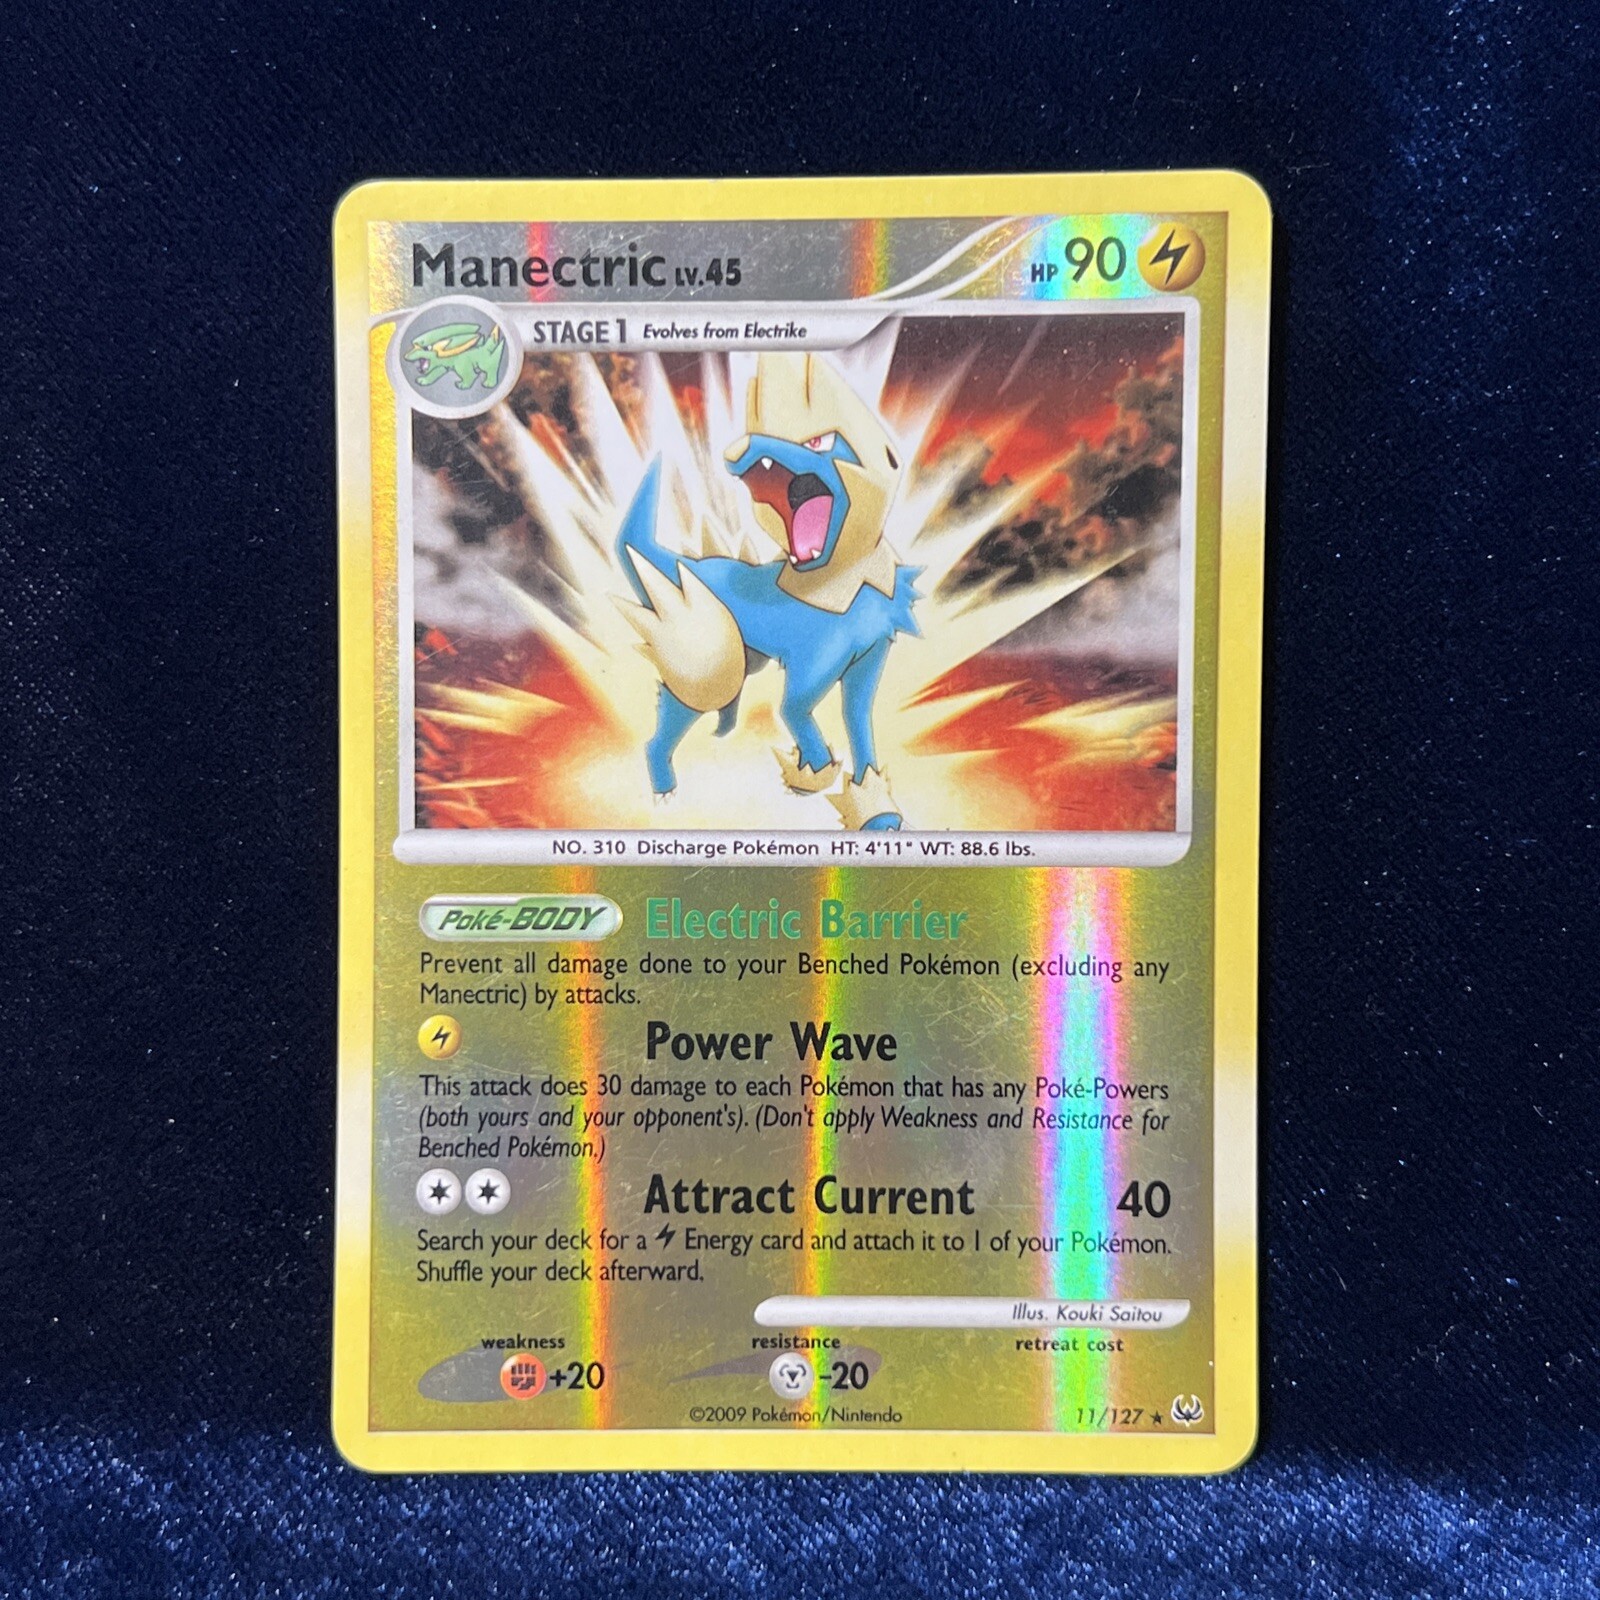 Manectric LV.45 HP 90
STAGE 1 Evolves from Electrike
NO. 310 Discharge Pokémon HT: 4'11" WT: 88.6 lbs.
Poké-BODY Electric Barrier
Prevent all damage done to your Benched Pokémon (excluding any
Manectric) by attacks.
Power Wave
This attack does 30 damage to each Pokémon that has any Poké-Powers
(both yours and your opponent's). (Don't apply Weakness and Resistance for
Benched Pokémon.)
Attract Current 40
Search your deck for a Energy card and attach it to 1 of your Pokémon.
Shuffle your deck afterward.
Illus. Kouki Saitou
weakness resistance retreat cost
+20 -20
©2009 Pokémon/Nintendo 11/127